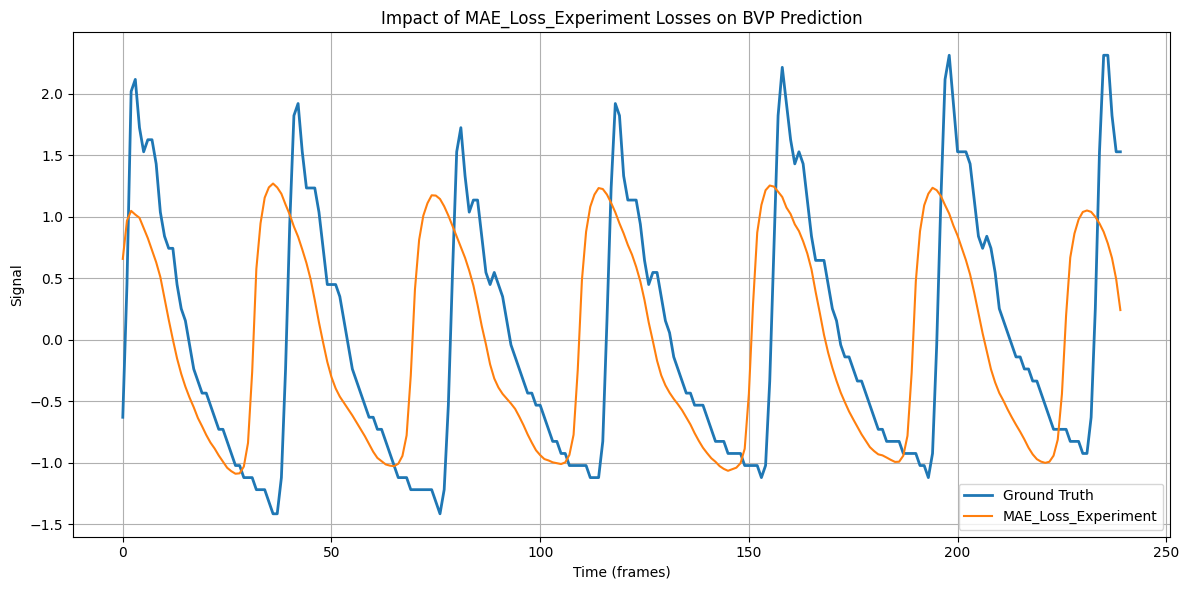 Impact of MAE_Loss_Experiment Losses on BVP Prediction
Signal
2.0
1.5
1.0
0.5
0.0
−0.5
−1.0
−1.5
0 50 100 150 200 250
Time (frames)
Ground Truth
MAE_Loss_Experiment